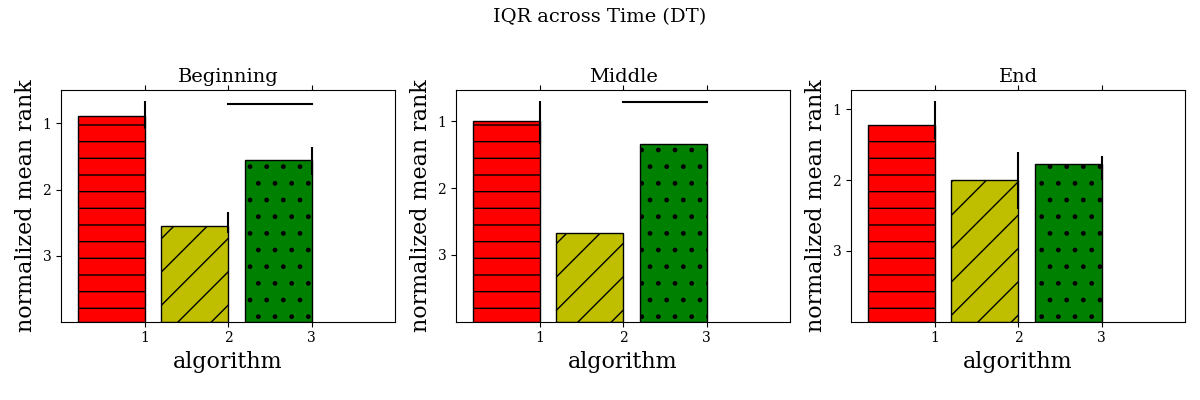 IQR across Time (DT)
Beginning
normalized mean rank
1
2
3
1
2
3
algorithm
Middle
normalized mean rank
1
2
3
1
2
3
algorithm
End
normalized mean rank
1
2
3
1
2
3
algorithm